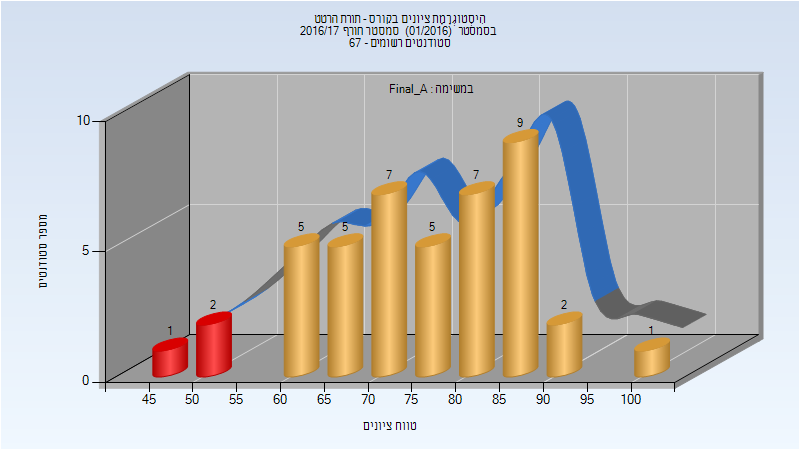 היסטוגרמת ציונים בקורס - תורת הרטט
בסמסטר (01/2016) סמסטר חורף 2016/17
סטודנטים רשומים - 67
במשימה : Final_A
מספר סטודנטים
10
5
0
1
2
5
5
7
5
7
9
2
1
45 50 55 60 65 70 75 80 85 90 95 100
טווח ציונים